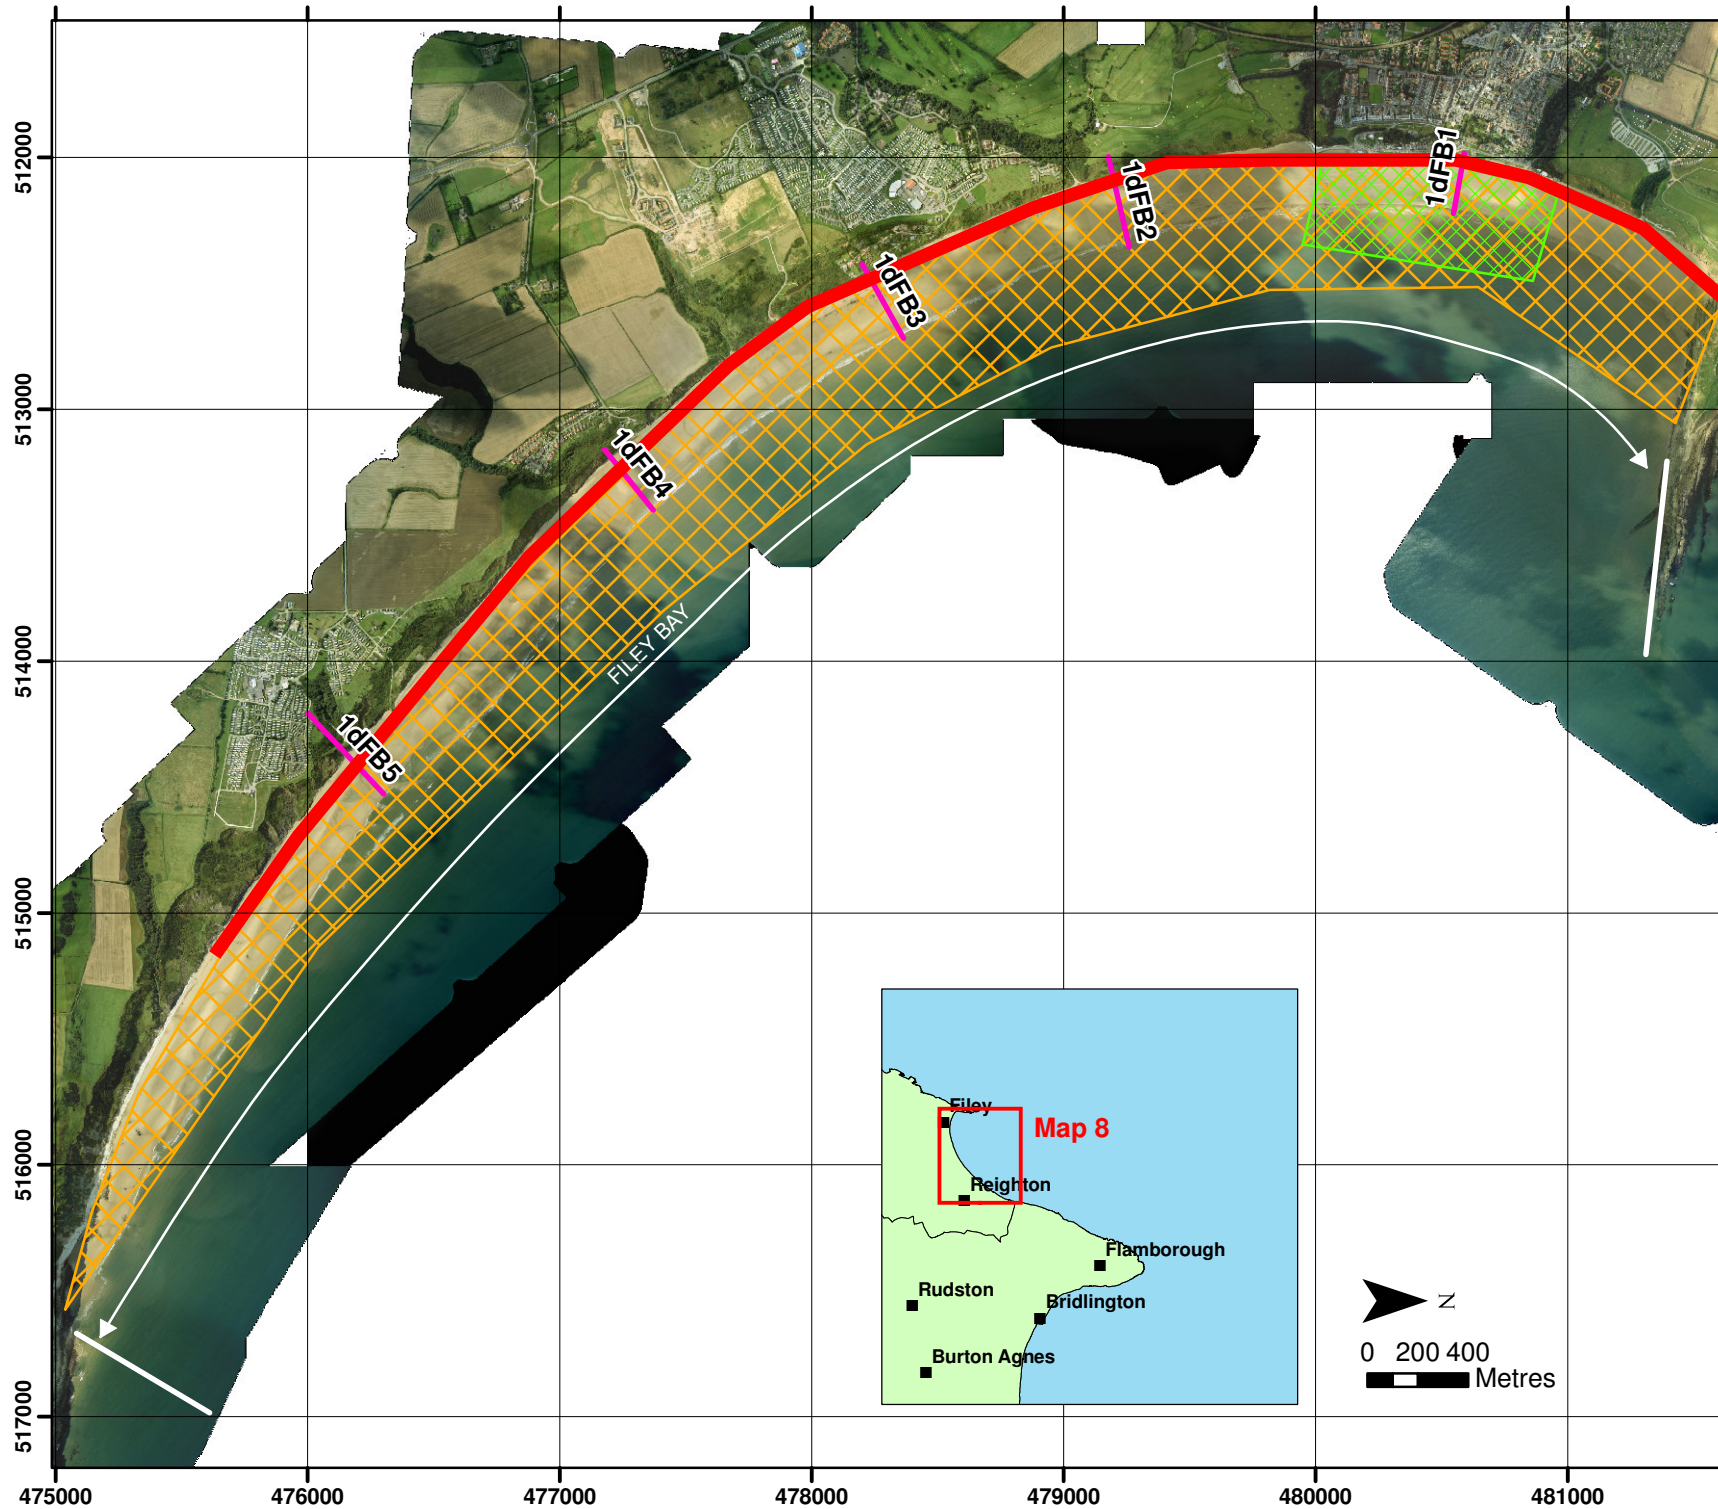 512000
513000
514000
515000
516000
517000
1dFB1
1dFB2
1dFB3
1dFB4
1dFB5
FILEY BAY
Filey
Map 8
Reighton
Flamborough
Rudston
Bridlington
Burton Agnes
N
0 200 400
Metres
475000 476000 477000 478000 479000 480000 481000